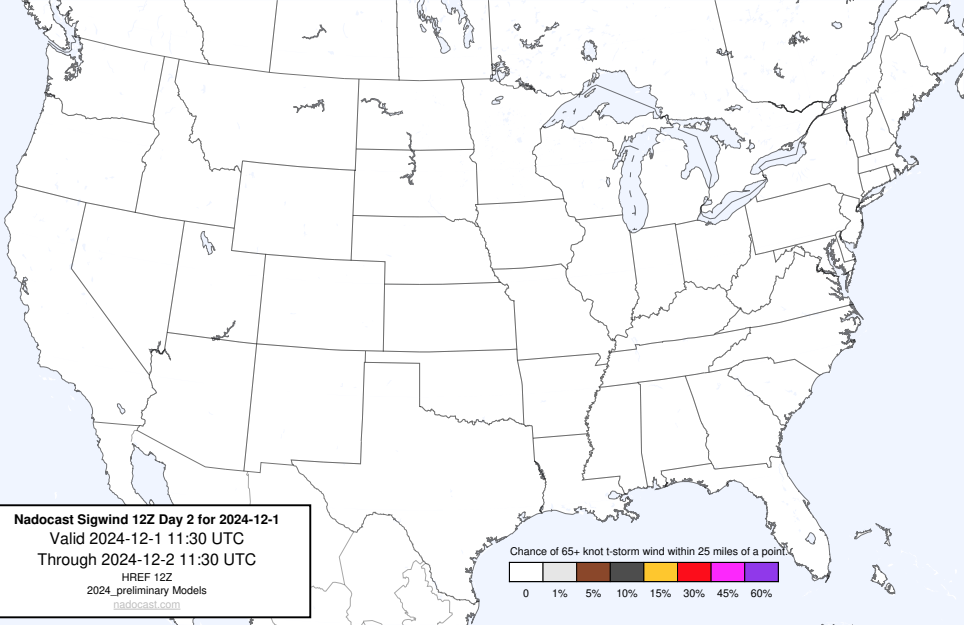 Nadocast Sigwind 12Z Day 2 for 2024-12-1
Valid 2024-12-1 11:30 UTC
Through 2024-12-2 11:30 UTC
HREF 12Z
2024_preliminary Models
nadocast.com
Chance of 65+ knot t-storm wind within 25 miles of a point.
0 1% 5% 10% 15% 30% 45% 60%